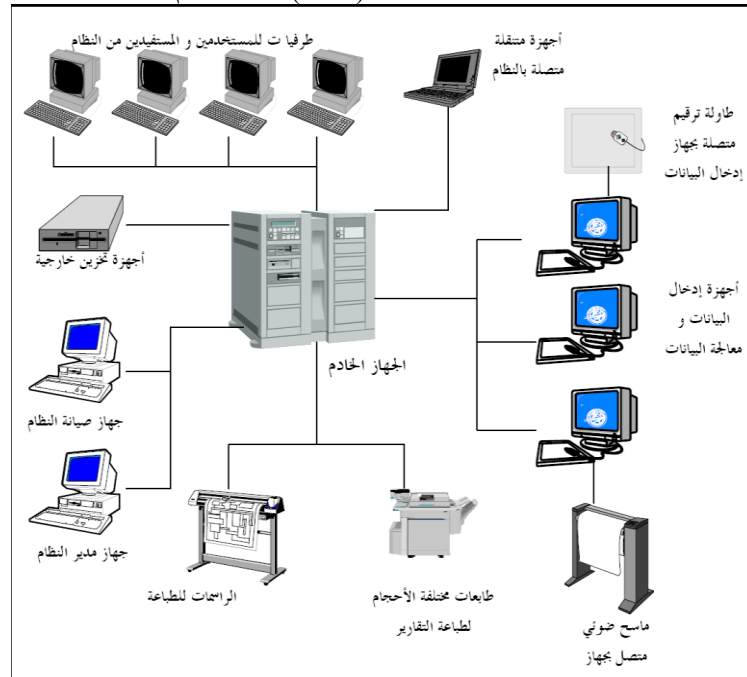 طرفيا ت للمستخدمين و المستفيدين من النظام
أجهزة متنقلة
متصلة بالنظام
طاولة ترقيم
متصلة بجهاز
إدخال البيانات
أجهزة تخزين خارجية
أجهزة إدخال
البيانات و
معالجة البيانات
الجهاز الخادم
جهاز صيانة النظام
جهاز مدير النظام
الراسمات للطباعة
طابعات مختلفة الأحجام
لطباعة التقارير
ماسح ضوئي
متصل بجهاز